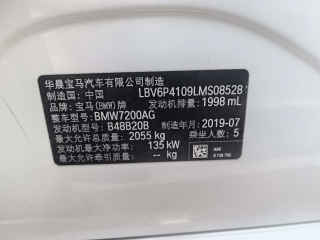 华晨宝马汽车有限公司制造
制造国：中国 LBV6P4109LMS08528
品牌：宝马(BMW)牌 发动机排量：1998 mL
整车型号：BMW7200AG
发动机型号：B48B20B 制造年月：2019-07
最大允许总质量：2055 kg 乘坐人数：5
发动机最大净功率：135 kW A96
最大允许牵引质量：-- kg